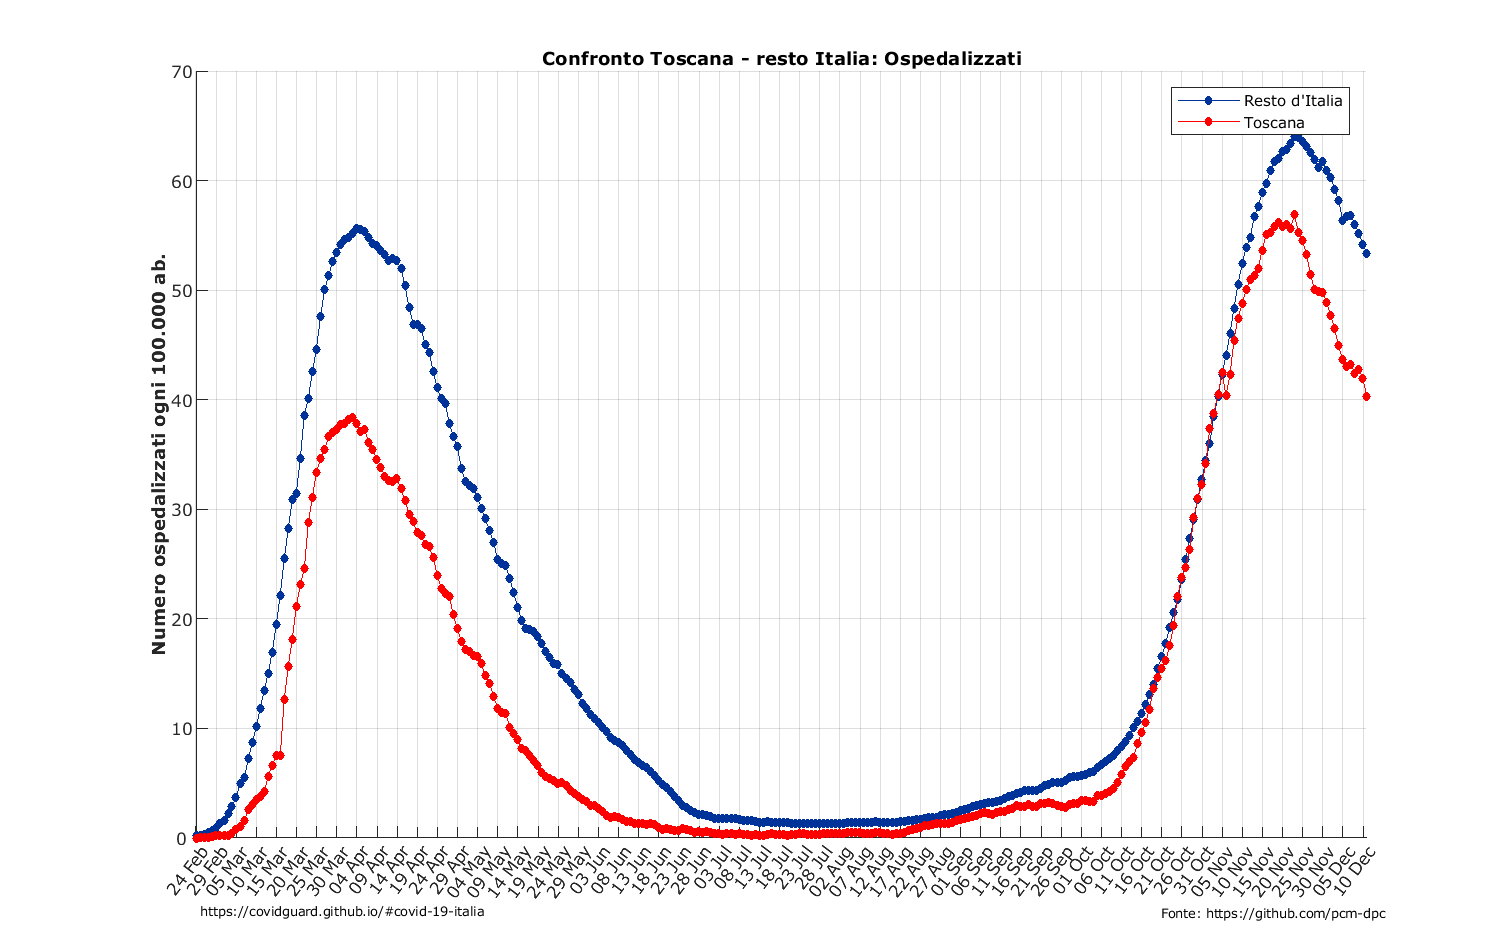 Confronto Toscana - resto Italia: Ospedalizzati
Resto d'Italia
Toscana
Numero ospedalizzati ogni 100.000 ab.
70
60
50
40
30
20
10
0
24 Feb
29 Feb
05 Mar
10 Mar
15 Mar
20 Mar
25 Mar
30 Mar
04 Apr
09 Apr
14 Apr
19 Apr
24 Apr
29 Apr
04 May
09 May
14 May
19 May
24 May
29 May
03 Jun
08 Jun
13 Jun
18 Jun
23 Jun
28 Jun
03 Jul
08 Jul
13 Jul
18 Jul
23 Jul
28 Jul
02 Aug
07 Aug
12 Aug
17 Aug
22 Aug
27 Aug
01 Sep
06 Sep
11 Sep
16 Sep
21 Sep
26 Sep
01 Oct
06 Oct
11 Oct
16 Oct
21 Oct
26 Oct
31 Oct
05 Nov
10 Nov
15 Nov
20 Nov
25 Nov
30 Nov
05 Dec
10 Dec
https://covidguard.github.io/#covid-19-italia
Fonte: https://github.com/pcm-dpc